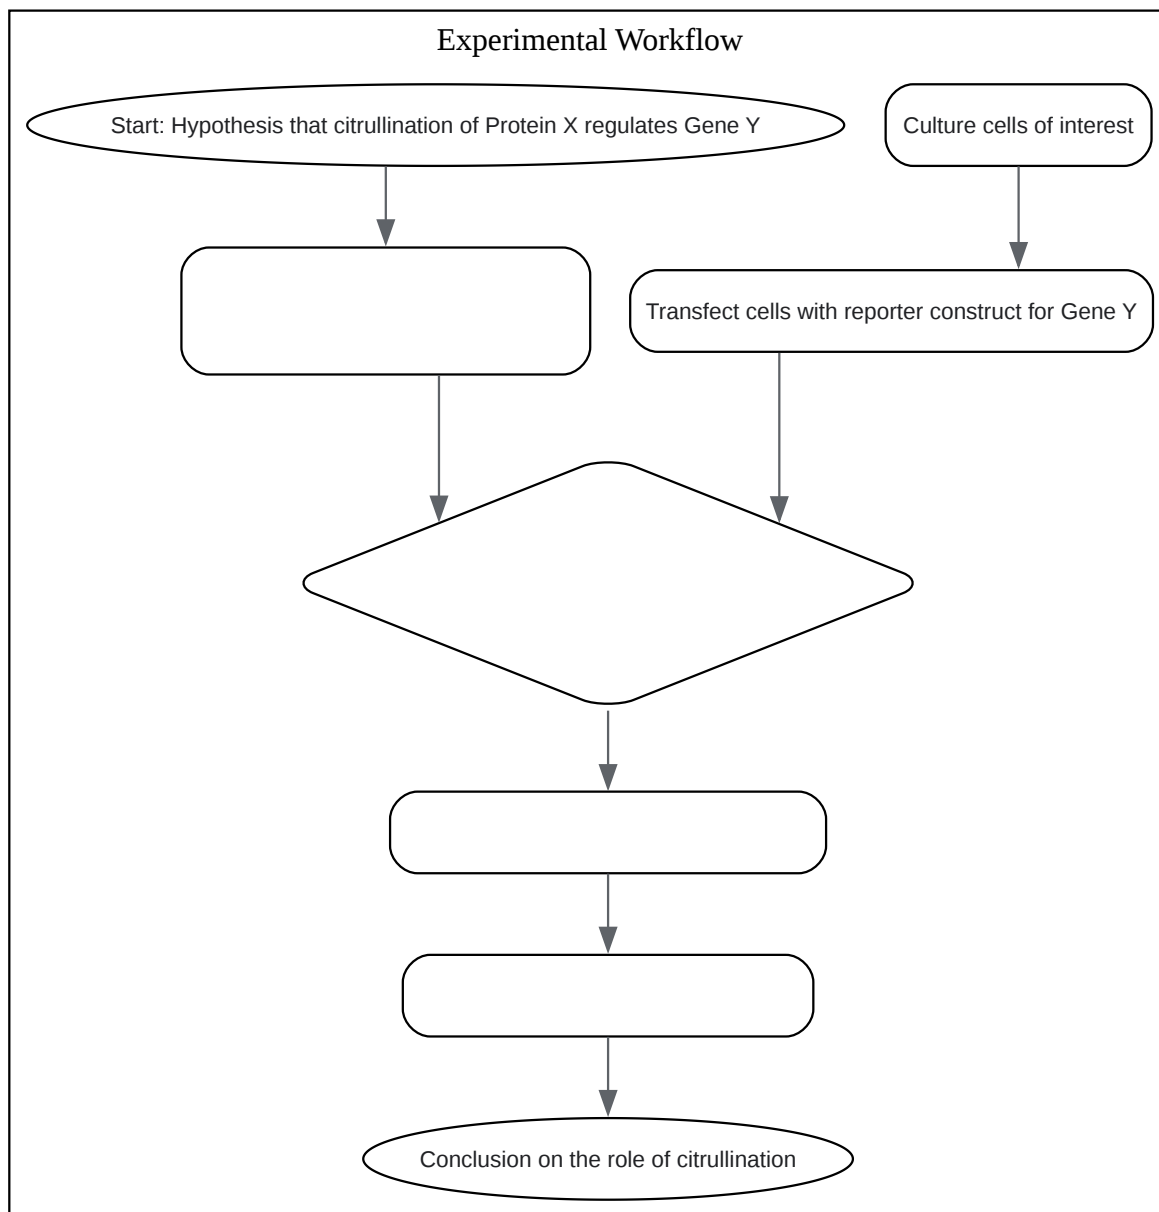 Experimental Workflow
Start: Hypothesis that citrullination of Protein X regulates Gene Y
Culture cells of interest
Transfect cells with reporter construct for Gene Y
Conclusion on the role of citrullination